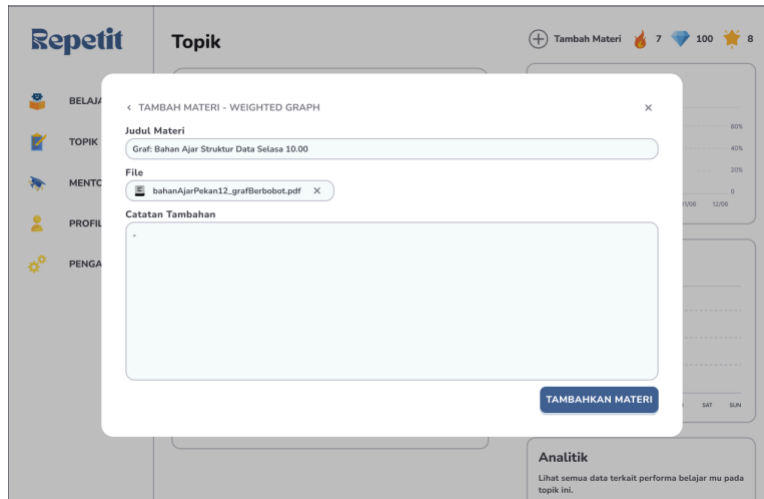 Repetit
Topik
Tambah Materi 7 100 8
BELAJA
TOPIK
MENTO
PROFIL
PENGA
‹ TAMBAH MATERI - WEIGHTED GRAPH
Judul Materi
Graf: Bahan Ajar Struktur Data Selasa 10.00
File
bahanAjarPekan12_grafBerbobot.pdf
Catatan Tambahan
-
TAMBAHKAN MATERI
60%
40%
20%
0
11/06 12/06
SAT SUN
Analitik
Lihat semua data terkait performa belajar mu pada
topik ini.